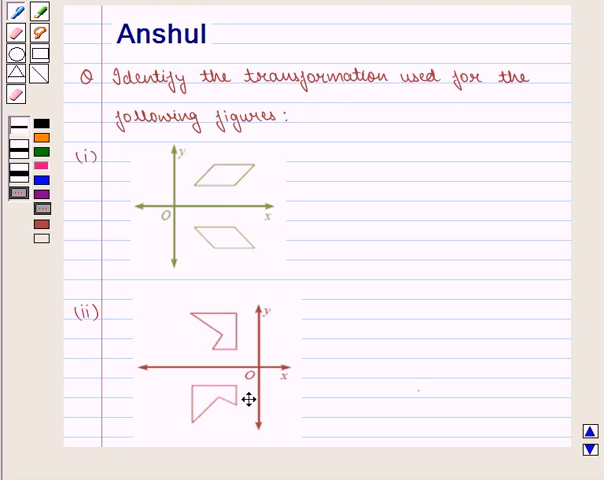 Anshul
Q Identify the transformation used for the
following figures:
(i)
y
O
x
(ii)
y
O
x